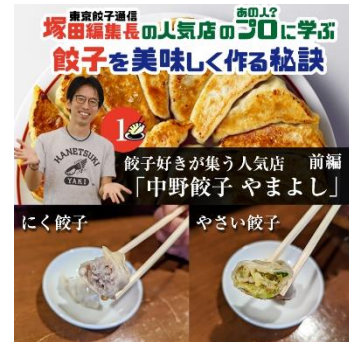 東京餃子通信
あの人?
塚田編集長の人気店のプロに学ぶ
餃子を美味しく作る秘訣
1
HANETSUKI
YAKI
餃子好きが集う人気店 前編
「中野餃子 やまよし」
にく餃子
やさい餃子